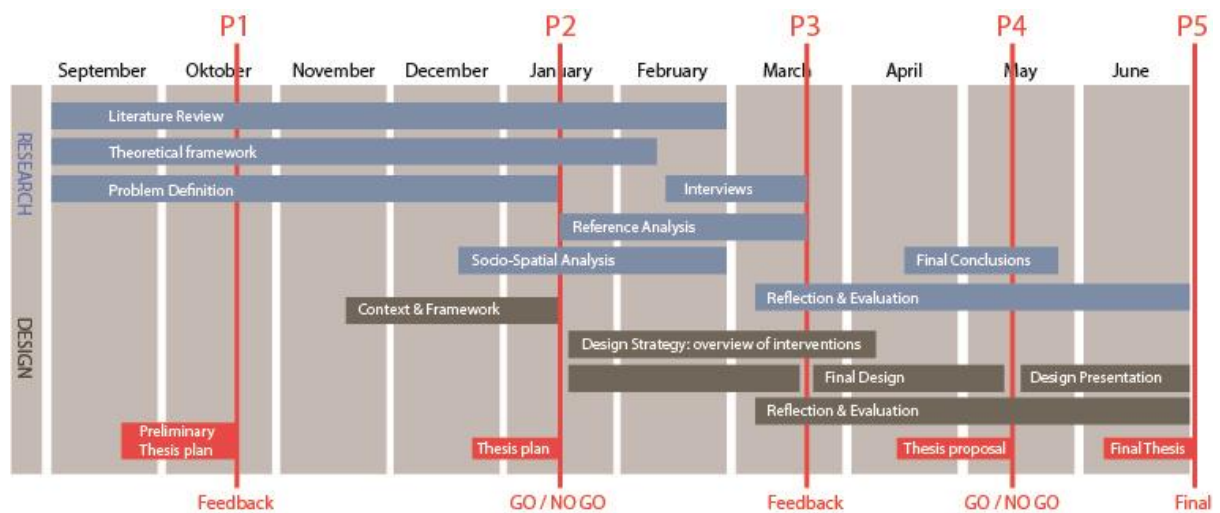 P1 P2 P3 P4 P5
September Oktober November December January February March April May June
RESEARCH
Literature Review
Theoretical framework
Problem Definition
Interviews
Reference Analysis
Socio-Spatial Analysis
Final Conclusions
Reflection & Evaluation
DESIGN
Context & Framework
Design Strategy: overview of interventions
Final Design
Design Presentation
Reflection & Evaluation
Preliminary
Thesis plan
Thesis plan
Thesis proposal
Final Thesis
Feedback GO / NO GO Feedback GO / NO GO Final